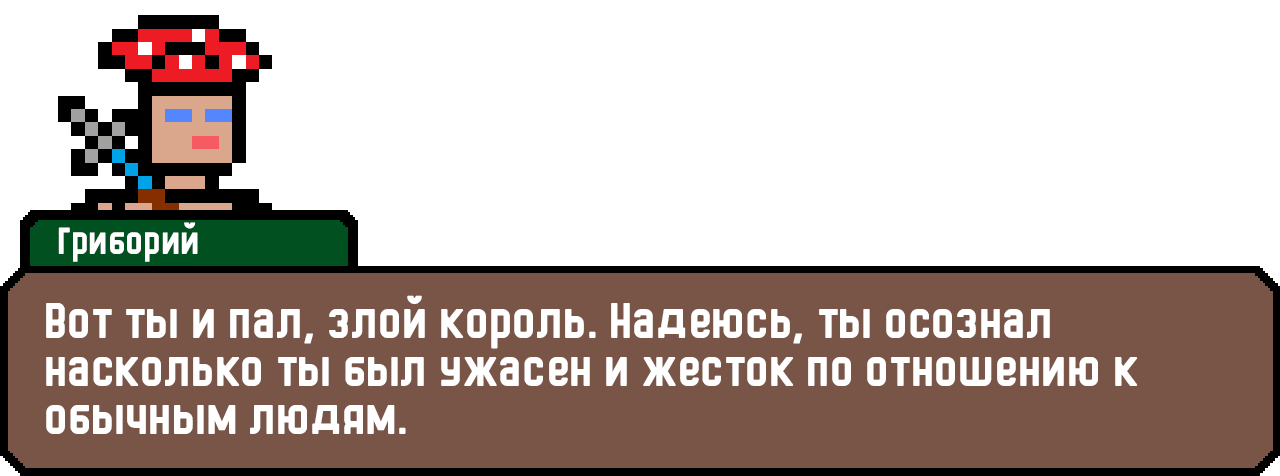 Гриборий
Вот ты и пал, злой король. Надеюсь, ты осознал
насколько ты был ужасен и жесток по отношению к
обычным людям.